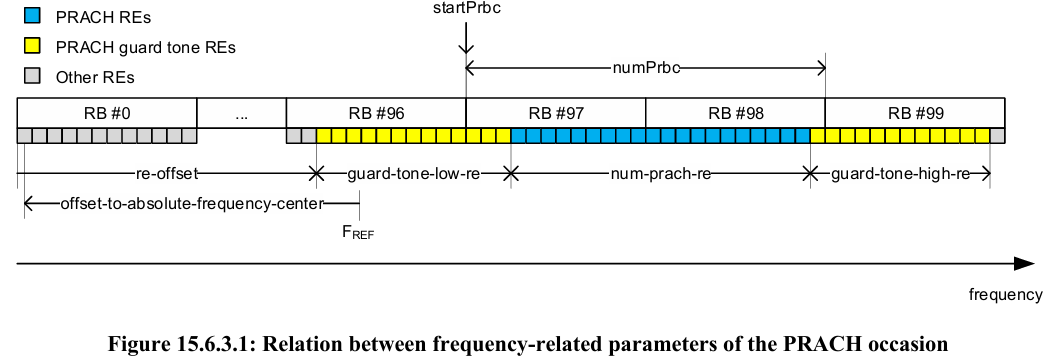 startPrbc
PRACH REs
PRACH guard tone REs
Other REs
numPrbc
RB #0 ... RB #96 RB #97 RB #98 RB #99
re-offset guard-tone-low-re num-prach-re guard-tone-high-re
offset-to-absolute-frequency-center
FREF
frequency
Figure 15.6.3.1: Relation between frequency-related parameters of the PRACH occasion